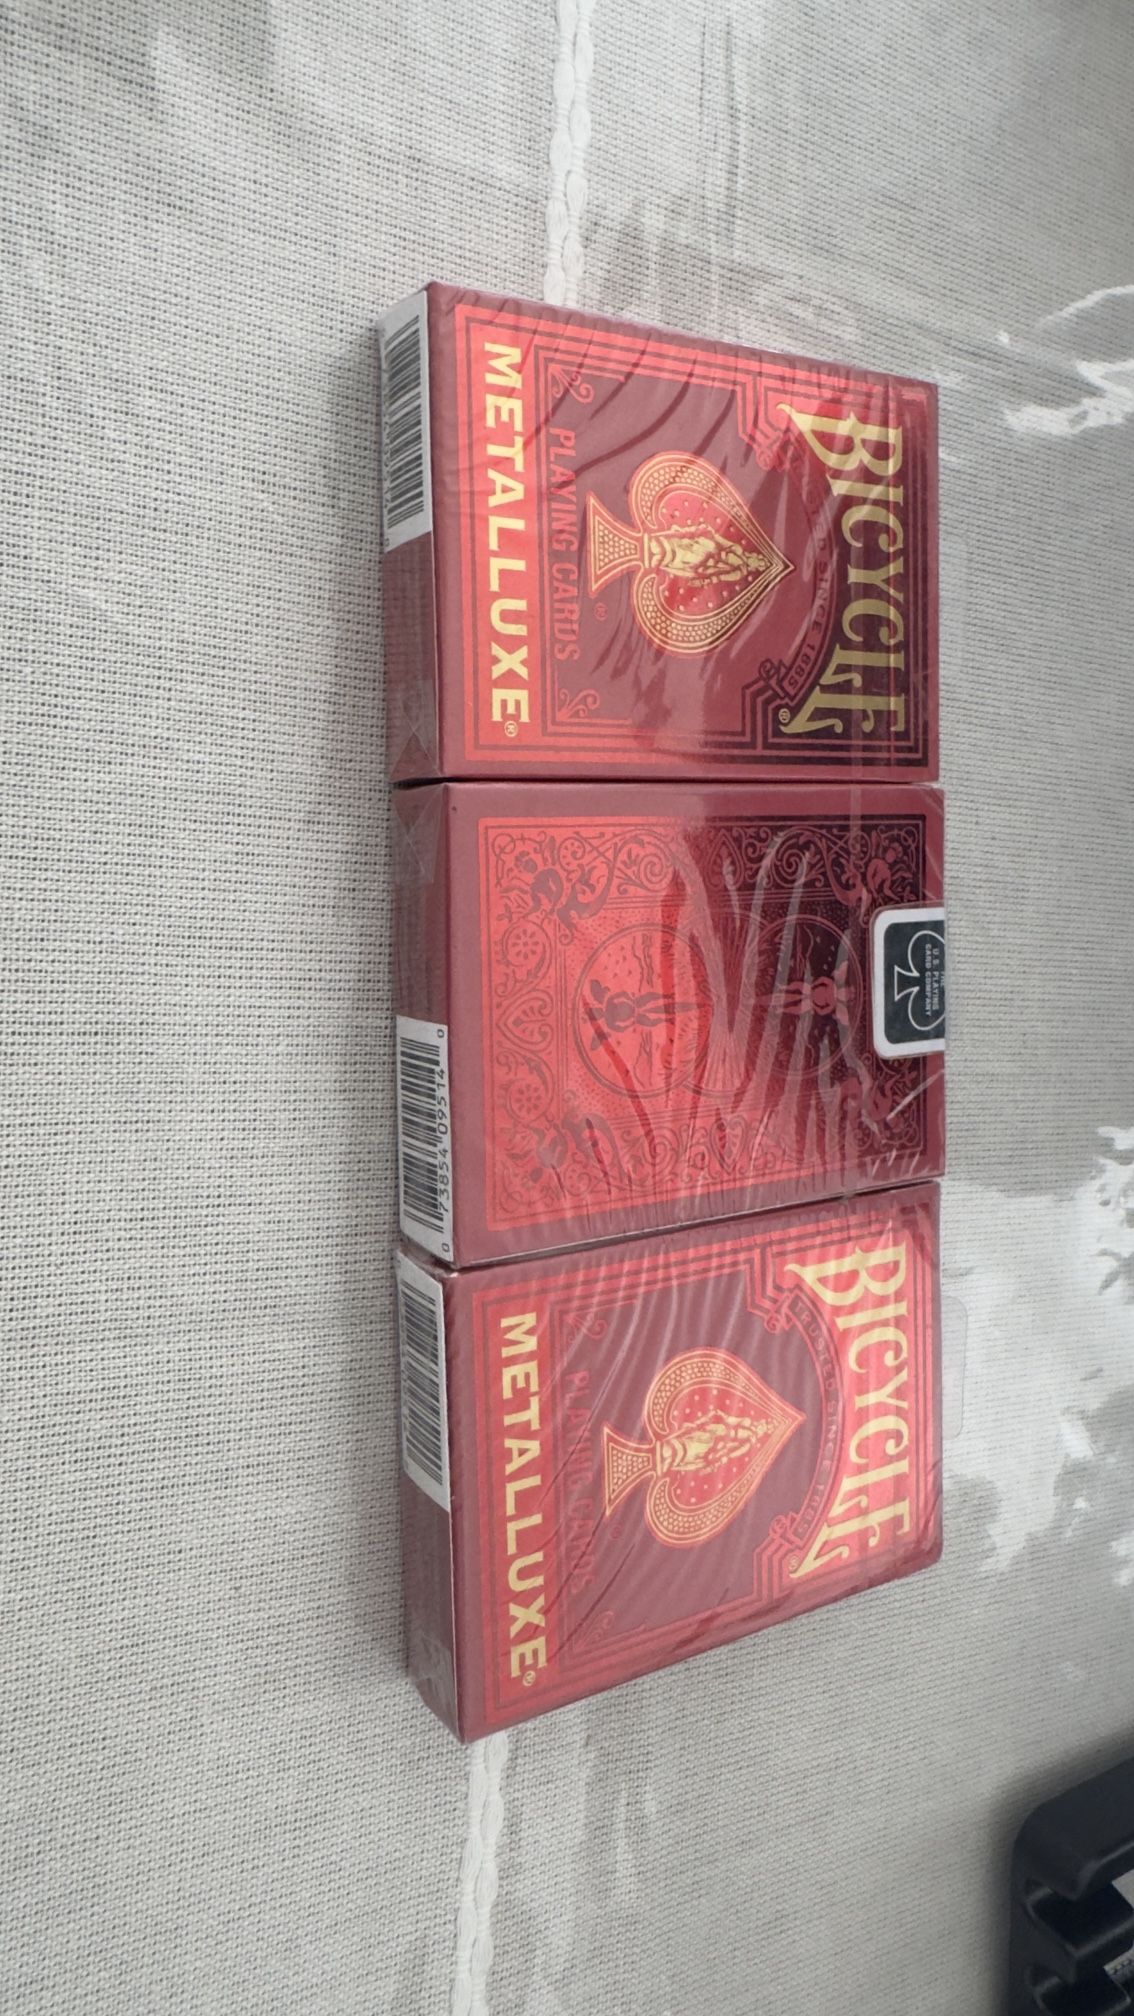 BICYCLE®
SINCE 1885
PLAYING CARDS®
METALLUXE®
THE
U.S. PLAYING
CARD COMPANY
0 73854 09514 0
BICYCLE®
TRUSTED SINCE 1885
PLAYING CARDS
METALLUXE®